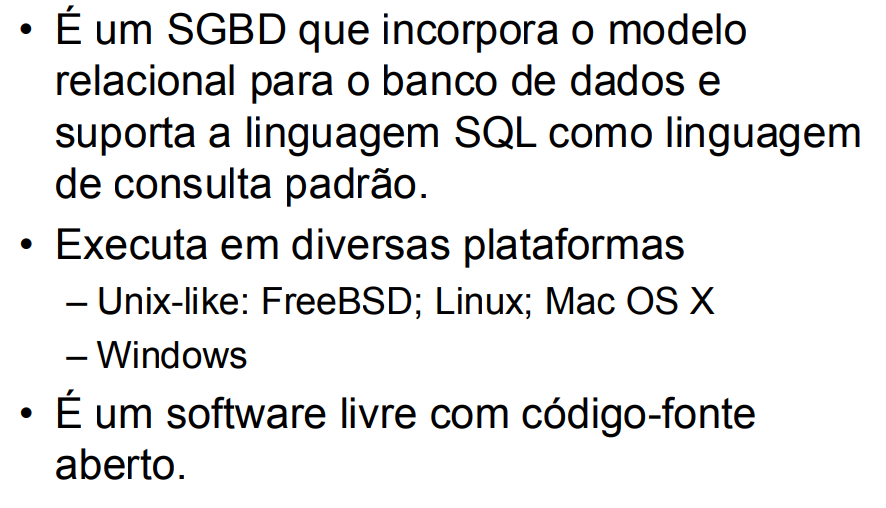 • É um SGBD que incorpora o modelo
relacional para o banco de dados e
suporta a linguagem SQL como linguagem
de consulta padrão.
• Executa em diversas plataformas
– Unix-like: FreeBSD; Linux; Mac OS X
– Windows
• É um software livre com código-fonte
aberto.